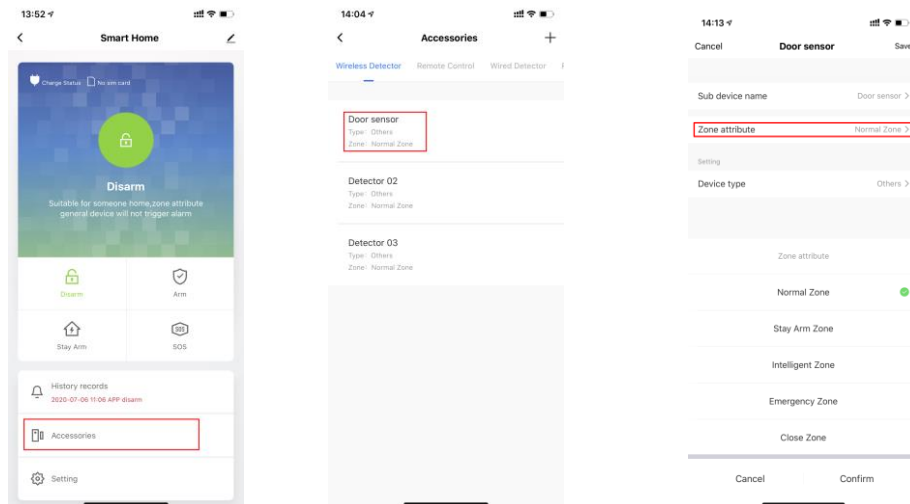 13:52
Smart Home
Charge Status No sim card
Disarm
Suitable for someone home,zone attribute
general device will not trigger alarm
Disarm
Arm
Stay Arm
SOS
SOS
History records
2020-07-06 11:06 APP disarm
Accessories
Setting
14:04
Accessories
Wireless Detector Remote Control Wired Detector
Door sensor
Type: Others
Zone: Normal Zone
Detector 02
Type: Others
Zone: Normal Zone
Detector 03
Type: Others
Zone: Normal Zone
14:13
Cancel Door sensor Save
Sub device name Door sensor
Zone attribute Normal Zone
Setting
Device type Others
Zone attribute
Normal Zone
Stay Arm Zone
Intelligent Zone
Emergency Zone
Close Zone
Cancel Confirm